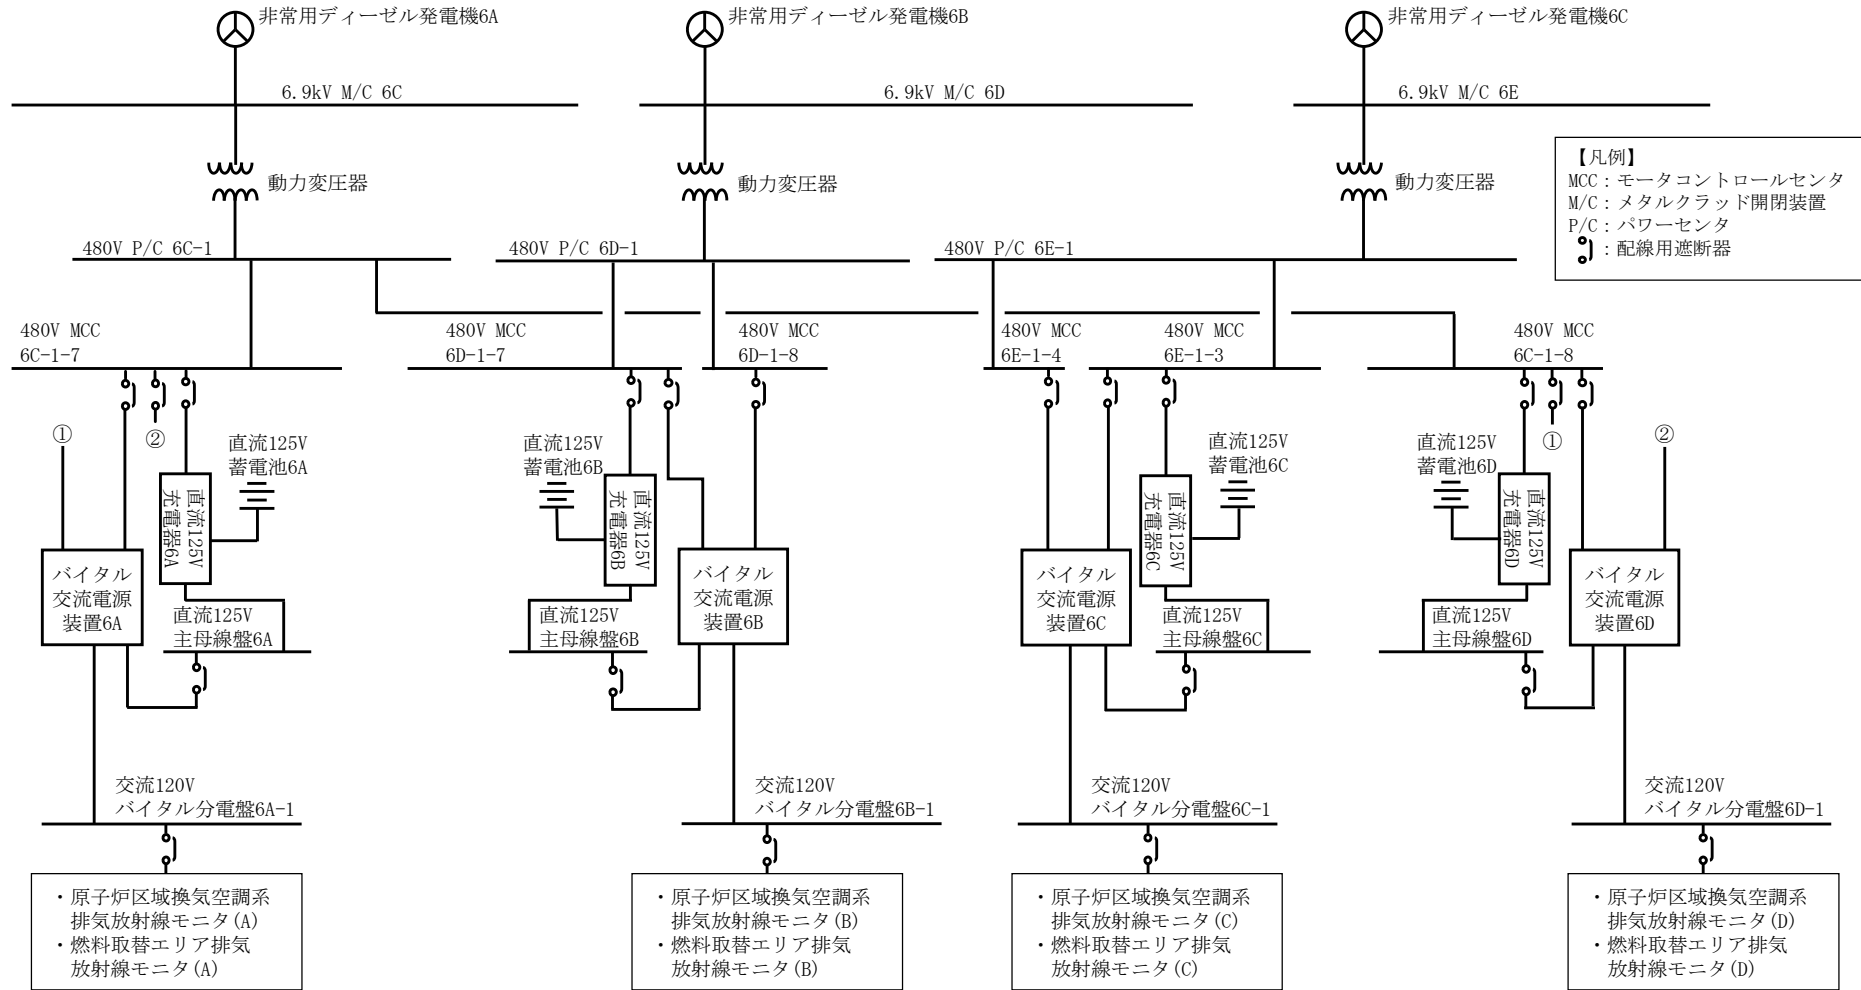 非常用ディーゼル発電機6A
非常用ディーゼル発電機6B
非常用ディーゼル発電機6C
6.9kV M/C 6C
6.9kV M/C 6D
6.9kV M/C 6E
動力変圧器
動力変圧器
動力変圧器
【凡例】
MCC：モータコントロールセンタ
M/C：メタルクラッド開閉装置
P/C：パワーセンタ
：配線用遮断器
480V P/C 6C-1
480V P/C 6D-1
480V P/C 6E-1
480V MCC
6C-1-7
480V MCC
6D-1-7
480V MCC
6D-1-8
480V MCC
6E-1-4
480V MCC
6E-1-3
480V MCC
6C-1-8
①
②
直流125V
蓄電池6A
直流125V
充電器6A
バイタル
交流電源
装置6A
直流125V
主母線盤6A
直流125V
蓄電池6B
直流125V
充電器6B
バイタル
交流電源
装置6B
直流125V
主母線盤6B
直流125V
蓄電池6C
直流125V
充電器6C
バイタル
交流電源
装置6C
直流125V
主母線盤6C
①
②
直流125V
蓄電池6D
直流125V
充電器6D
バイタル
交流電源
装置6D
直流125V
主母線盤6D
交流120V
バイタル分電盤6A-1
交流120V
バイタル分電盤6B-1
交流120V
バイタル分電盤6C-1
交流120V
バイタル分電盤6D-1
・原子炉区域換気空調系
排気放射線モニタ(A)
・燃料取替エリア排気
放射線モニタ(A)
・原子炉区域換気空調系
排気放射線モニタ(B)
・燃料取替エリア排気
放射線モニタ(B)
・原子炉区域換気空調系
排気放射線モニタ(C)
・燃料取替エリア排気
放射線モニタ(C)
・原子炉区域換気空調系
排気放射線モニタ(D)
・燃料取替エリア排気
放射線モニタ(D)